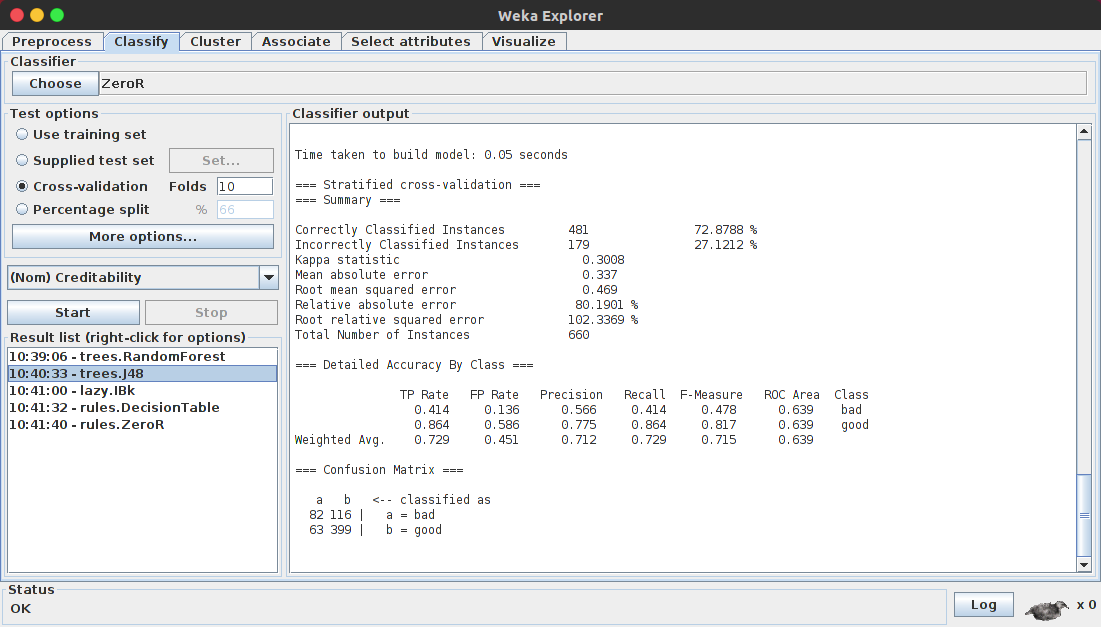 Weka Explorer
Preprocess Classify Cluster Associate Select attributes Visualize
Classifier
Choose ZeroR
Test options
Use training set
Supplied test set Set...
Cross-validation Folds 10
Percentage split % 66
More options...
(Nom) Creditability
Start Stop
Result list (right-click for options)
10:39:06 - trees.RandomForest
10:40:33 - trees.J48
10:41:00 - lazy.IBk
10:41:32 - rules.DecisionTable
10:41:40 - rules.ZeroR
Classifier output
Time taken to build model: 0.05 seconds
=== Stratified cross-validation ===
=== Summary ===
Correctly Classified Instances 481 72.8788 %
Incorrectly Classified Instances 179 27.1212 %
Kappa statistic 0.3008
Mean absolute error 0.337
Root mean squared error 0.469
Relative absolute error 80.1901 %
Root relative squared error 102.3369 %
Total Number of Instances 660
=== Detailed Accuracy By Class ===
TP Rate FP Rate Precision Recall F-Measure ROC Area Class
0.414 0.136 0.566 0.414 0.478 0.639 bad
0.864 0.586 0.775 0.864 0.817 0.639 good
Weighted Avg. 0.729 0.451 0.712 0.729 0.715 0.639
=== Confusion Matrix ===
a b <-- classified as
82 116 | a = bad
63 399 | b = good
Status
OK
Log x 0